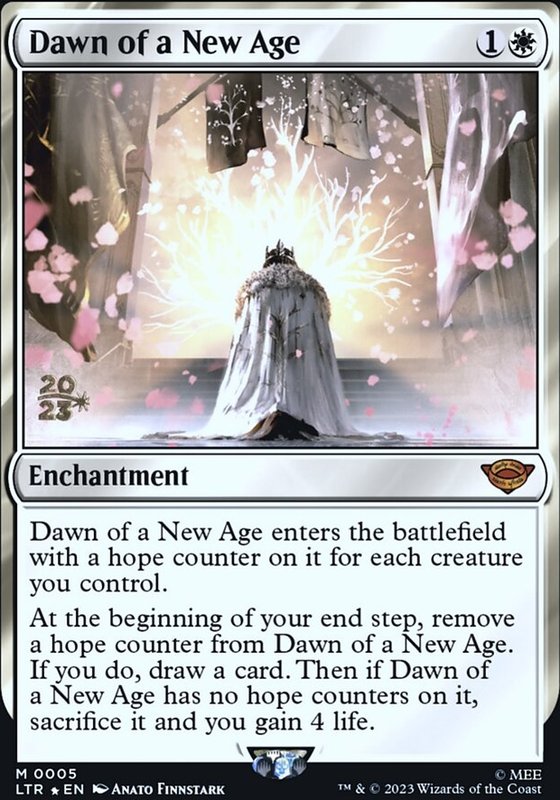 Dawn of a New Age 1
20
23
Enchantment
Dawn of a New Age enters the battlefield
with a hope counter on it for each creature
you control.
At the beginning of your end step, remove
a hope counter from Dawn of a New Age.
If you do, draw a card. Then if Dawn of
a New Age has no hope counters on it,
sacrifice it and you gain 4 life.
M 0005
LTR ★ EN Anato Finnstark
© MEE
™ & © 2023 Wizards of the Coast